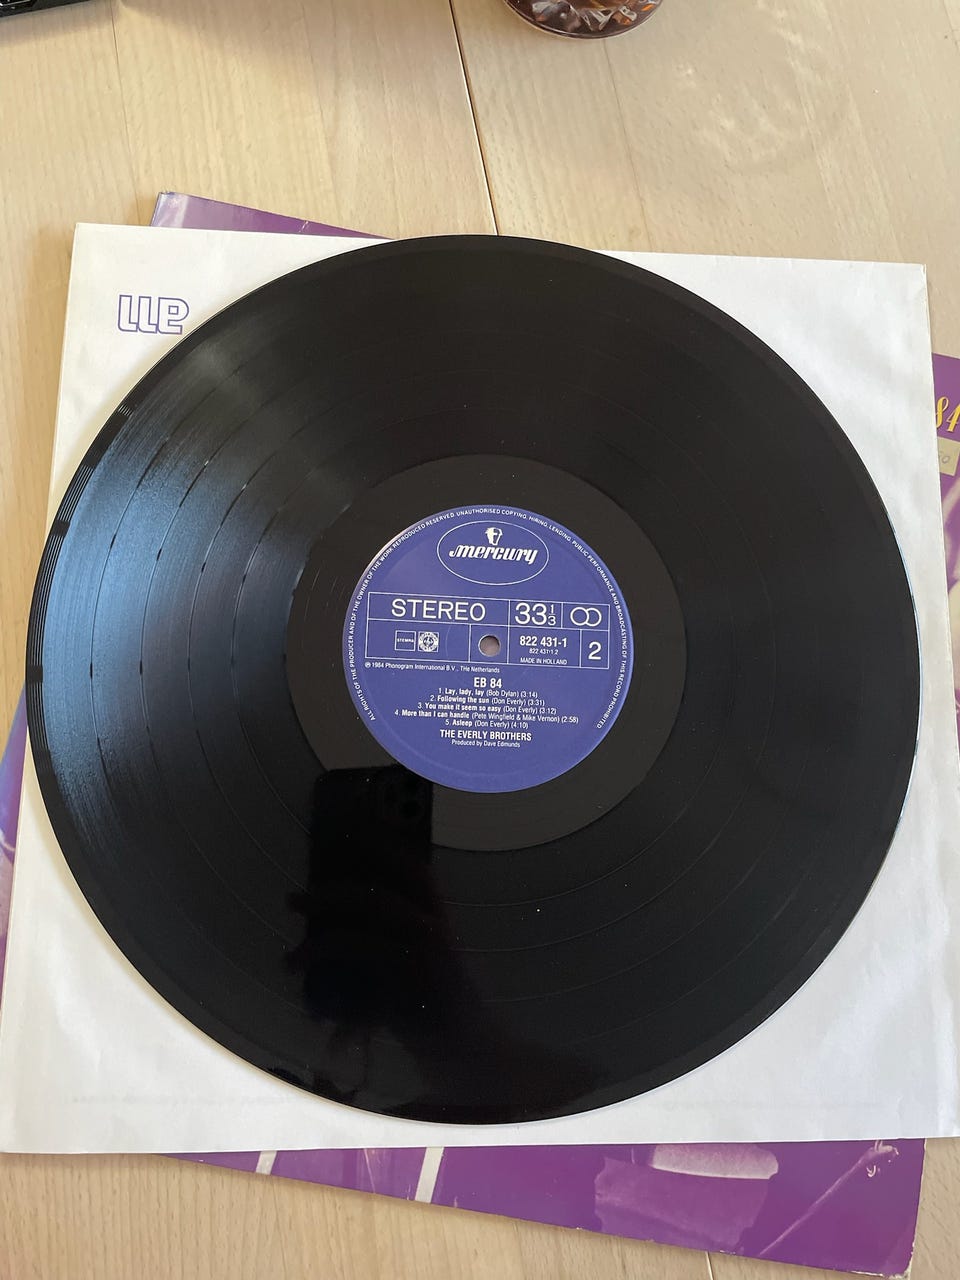 84
ALL RIGHTS OF THE PRODUCER AND OF THE OWNER OF THE WORK REPRODUCED RESERVED. UNAUTHORISED COPYING, HIRING, LENDING, PUBLIC PERFORMANCE AND BROADCASTING OF THIS RECORD PROHIBITED
mercury
STEREO 33 1/3
STEMRA
822 431-1
822 431-1 2
MADE IN HOLLAND
2
℗ 1984 Phonogram International B.V., THe Netherlands
EB 84
1. Lay, lady, lay (Bob Dylan) (3:14)
2. Following the sun (Don Everly) (3:31)
3. You make it seem so easy (Don Everly) (3:12)
4. More than I can handle (Pete Wingfield & Mike Vernon) (2:58)
5. Asleep (Don Everly) (4:10)
THE EVERLY BROTHERS
Produced by Dave Edmunds